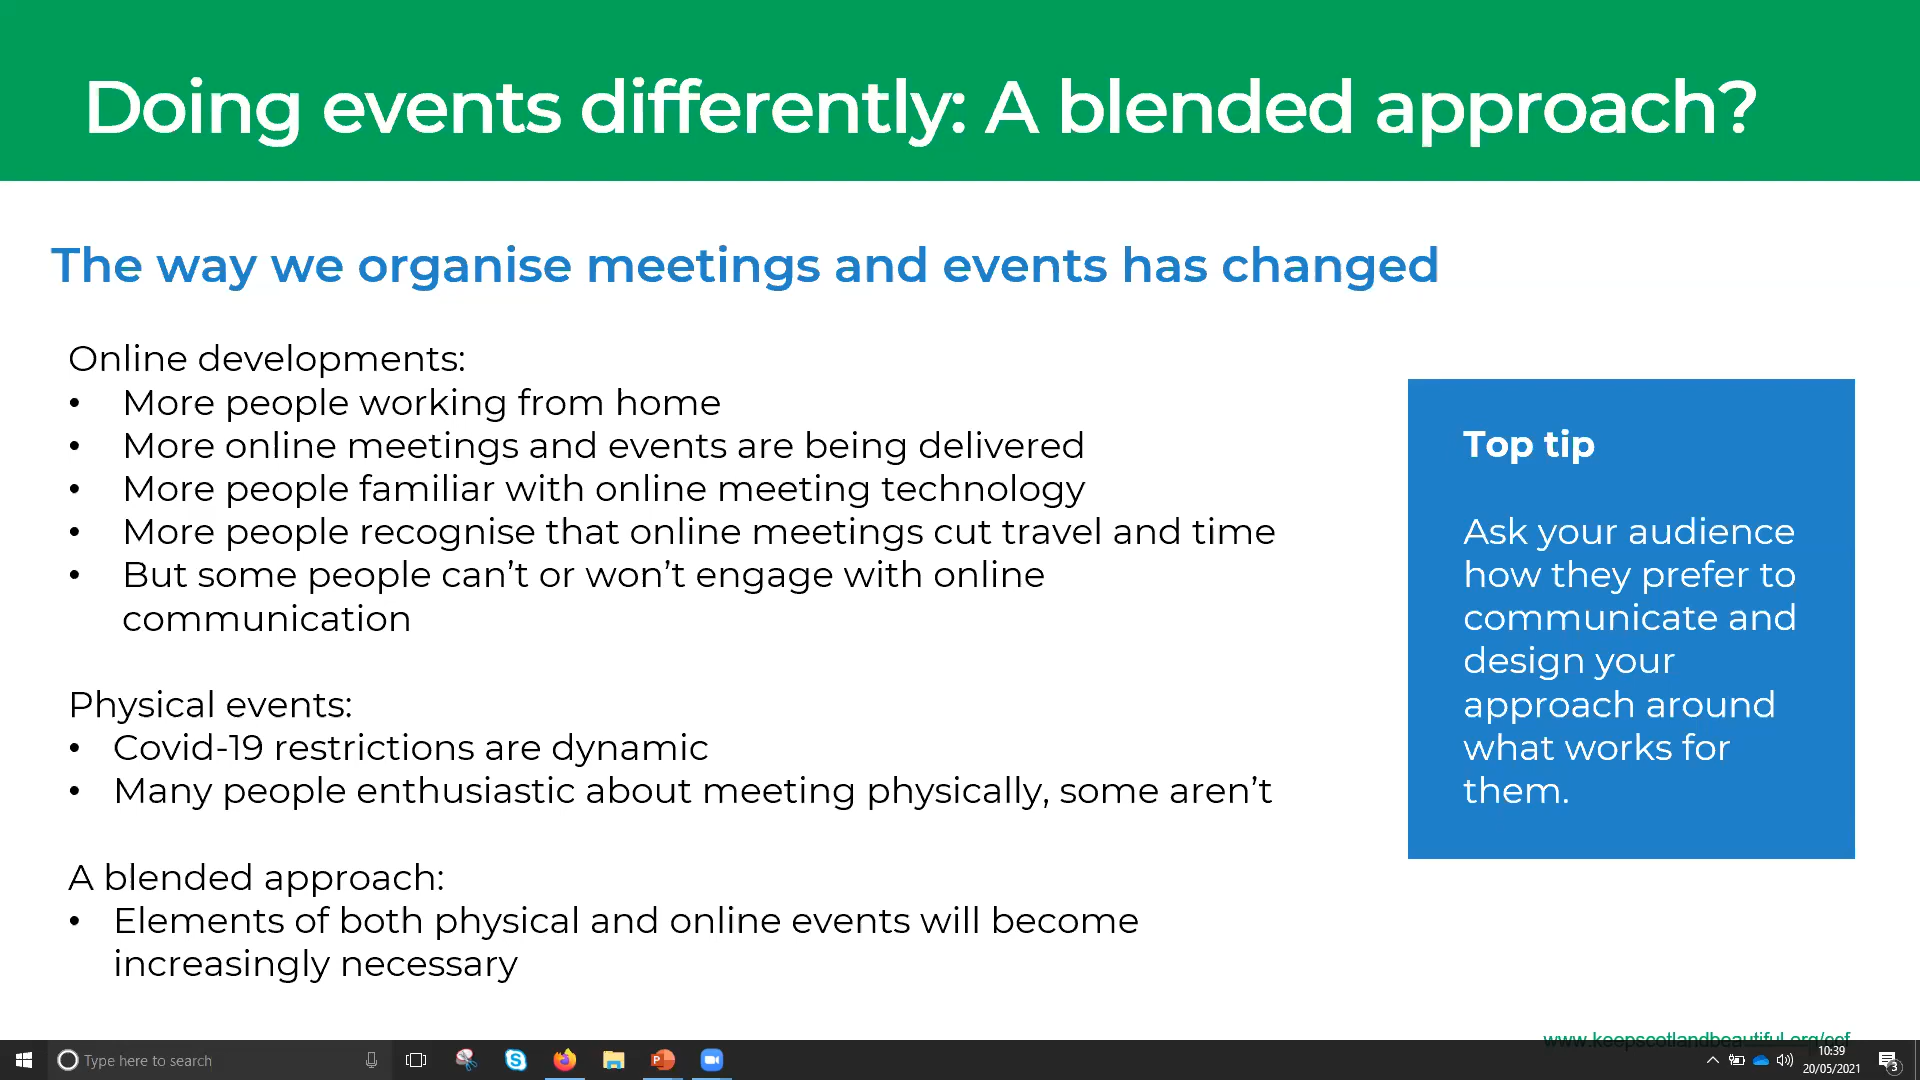 Doing events differently: A blended approach?
The way we organise meetings and events has changed
Online developments:
• More people working from home
• More online meetings and events are being delivered
• More people familiar with online meeting technology
• More people recognise that online meetings cut travel and time
• But some people can’t or won’t engage with online
communication
Physical events:
• Covid-19 restrictions are dynamic
• Many people enthusiastic about meeting physically, some aren’t
A blended approach:
• Elements of both physical and online events will become
increasingly necessary
Top tip
Ask your audience
how they prefer to
communicate and
design your
approach around
what works for
them.
www.keepscotlandbeautiful.org/ccf
Type here to search
10:39
20/05/2021
3